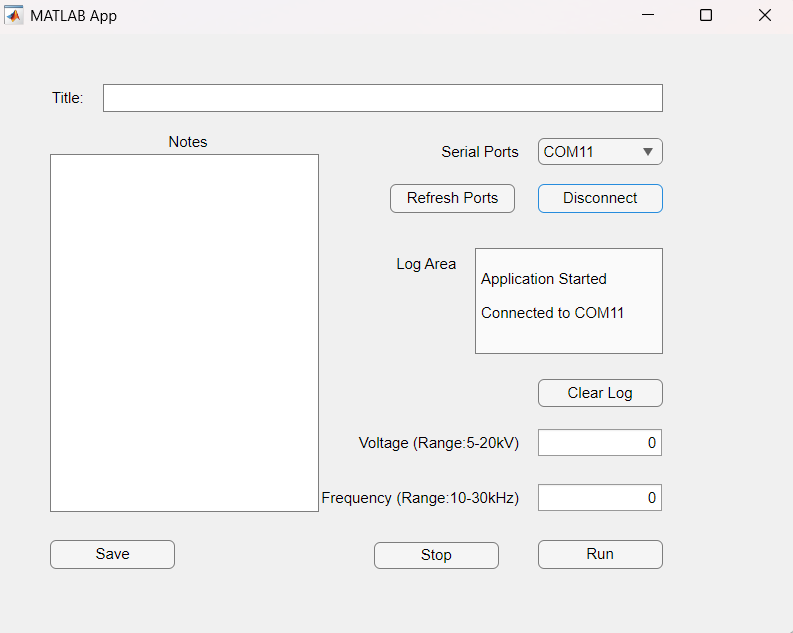 MATLAB App
Title:
Notes
Serial Ports COM11
Refresh Ports Disconnect
Log Area
Application Started
Connected to COM11
Clear Log
Voltage (Range:5-20kV) 0
Frequency (Range:10-30kHz) 0
Save Stop Run